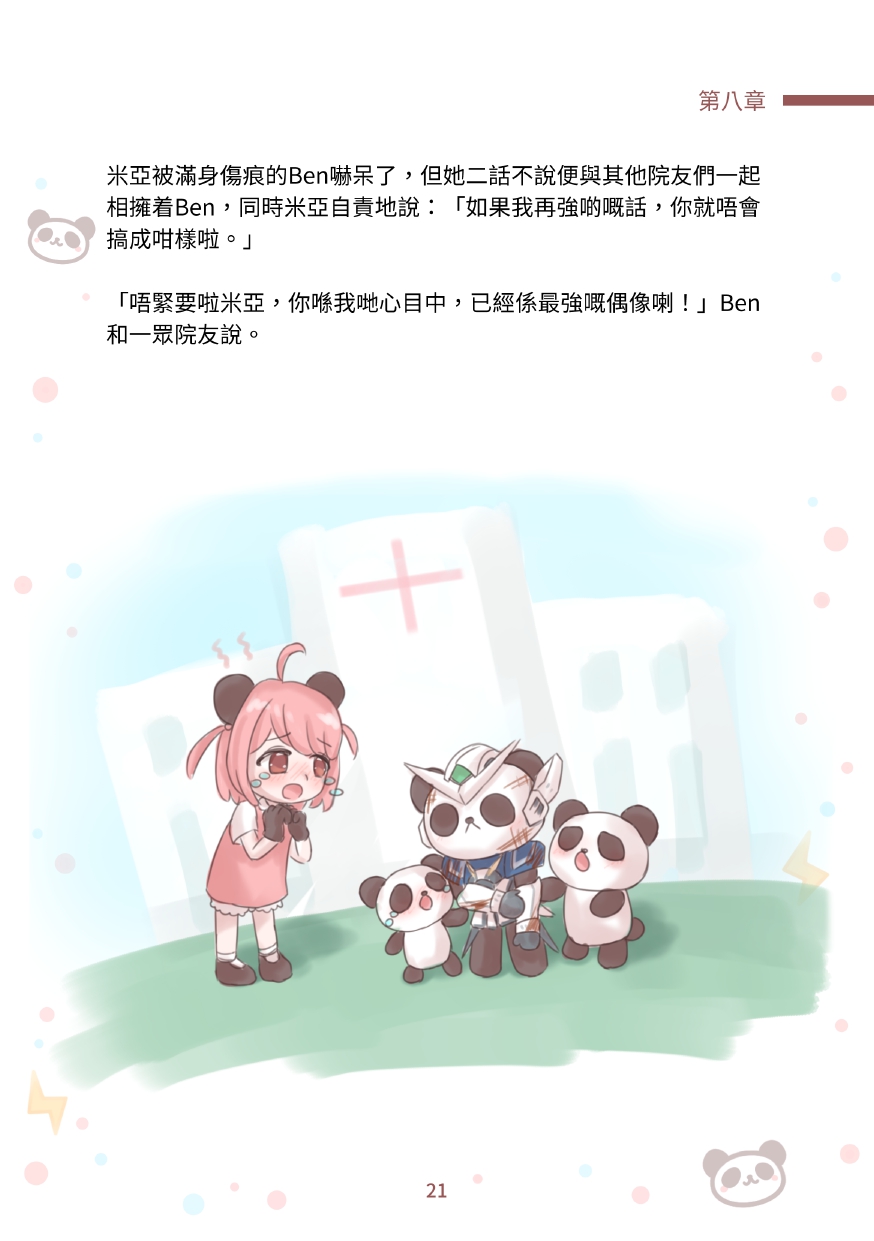 第八章
米亞被滿身傷痕的Ben嚇呆了，但她二話不說便與其他院友們一起
相擁着Ben，同時米亞自責地說：「如果我再強啲嘅話，你就唔會
搞成咁樣啦。」
「唔緊要啦米亞，你喺我哋心目中，已經係最強嘅偶像喇！」Ben
和一眾院友說。
21